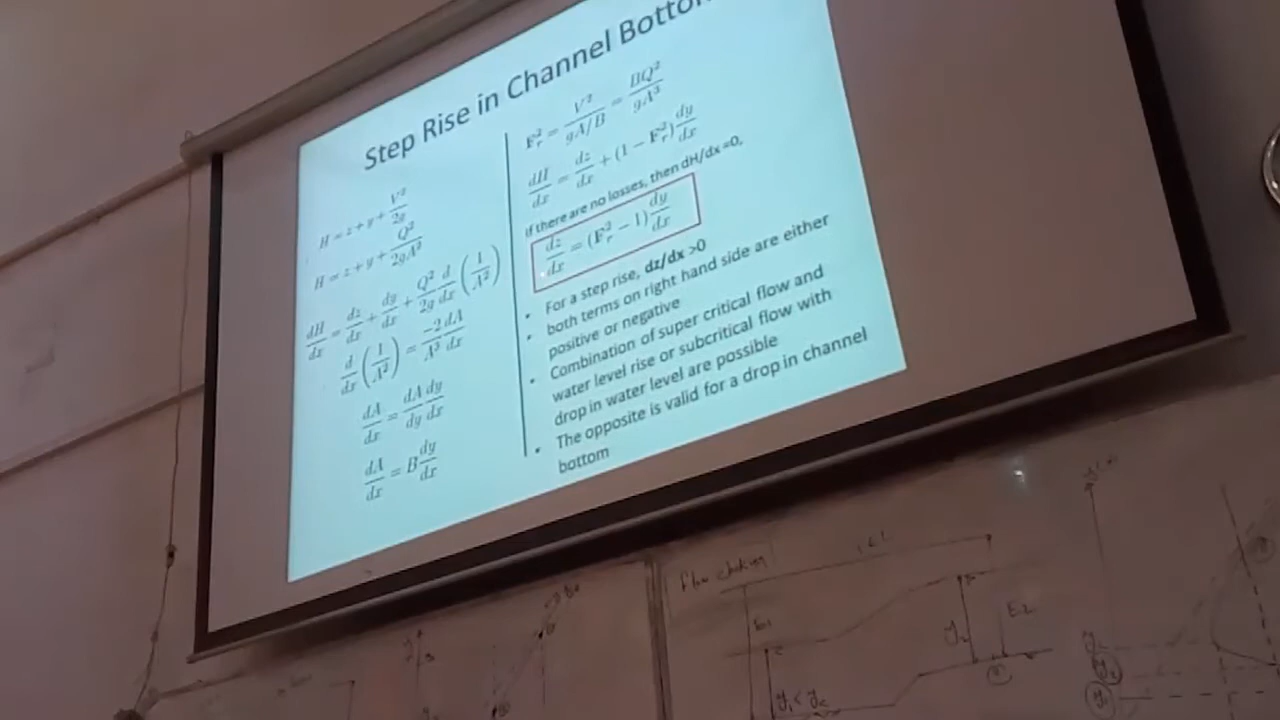 Step Rise in Channel Bottom
H = z + y + V²/2g
H = z + y + Q²/2gA²
dH/dx = dz/dx + dy/dx + Q²/2g d/dx (1/A²)
d/dx (1/A²) = -2/A³ dA/dx
dA/dx = dA/dy dy/dx
dA/dx = B dy/dx
F_r² = V²/gA/B = BQ²/gA³
dH/dx = dz/dx + (1 − F_r²) dy/dx
If there are no losses, then dH/dx =0,
dz/dx = (F_r² − 1) dy/dx
• For a step rise, dz/dx >0
• both terms on right hand side are either
positive or negative
• Combination of super critical flow and
water level rise or subcritical flow with
drop in water level are possible
• The opposite is valid for a drop in channel
bottom
Flow
y₁ < yc
y₂
E2